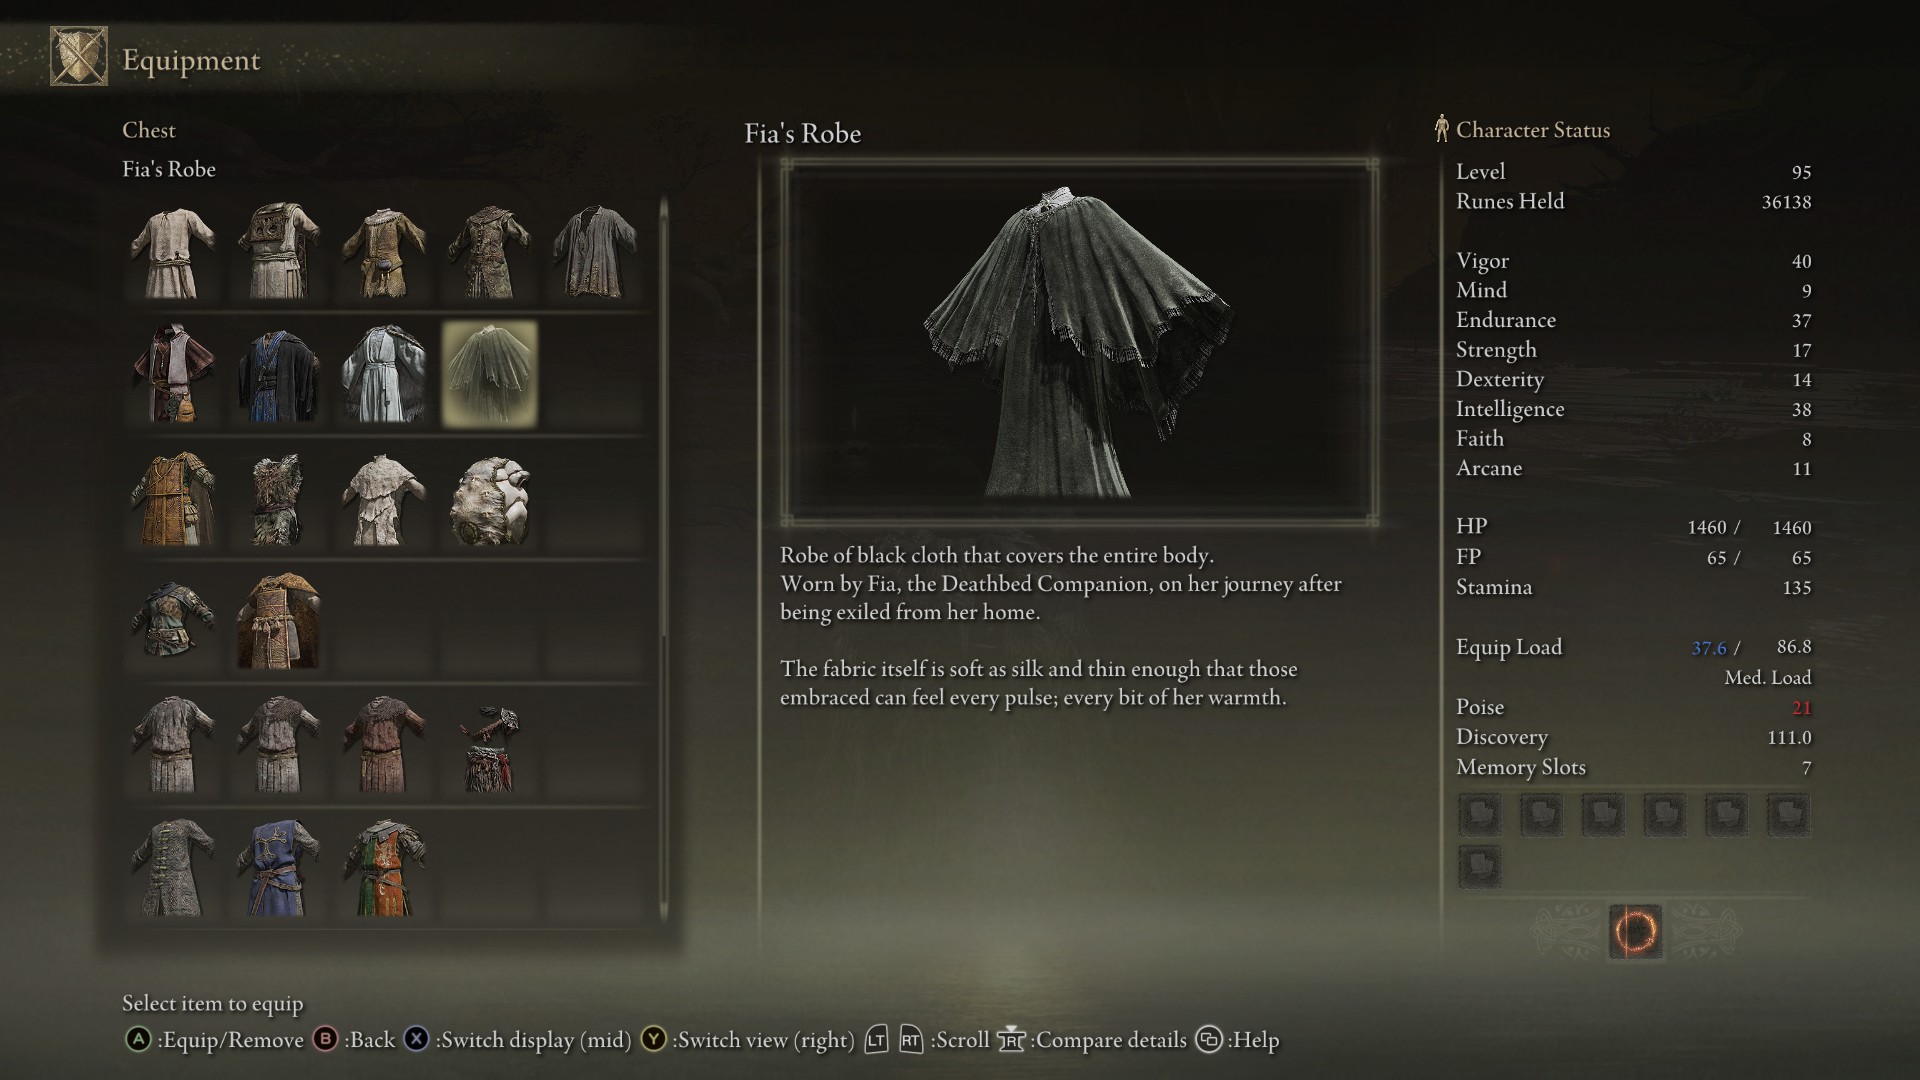 Equipment
Chest
Fia's Robe
Fia's Robe
Robe of black cloth that covers the entire body.
Worn by Fia, the Deathbed Companion, on her journey after
being exiled from her home.
The fabric itself is soft as silk and thin enough that those
embraced can feel every pulse; every bit of her warmth.
Character Status
Level 95
Runes Held 36138
Vigor 40
Mind 9
Endurance 37
Strength 17
Dexterity 14
Intelligence 38
Faith 8
Arcane 11
HP 1460 / 1460
FP 65 / 65
Stamina 135
Equip Load 37.6 / 86.8
Med. Load
Poise 21
Discovery 111.0
Memory Slots 7
Select item to equip
A :Equip/Remove B :Back X :Switch display (mid) Y :Switch view (right) LT RT :Scroll R :Compare details :Help